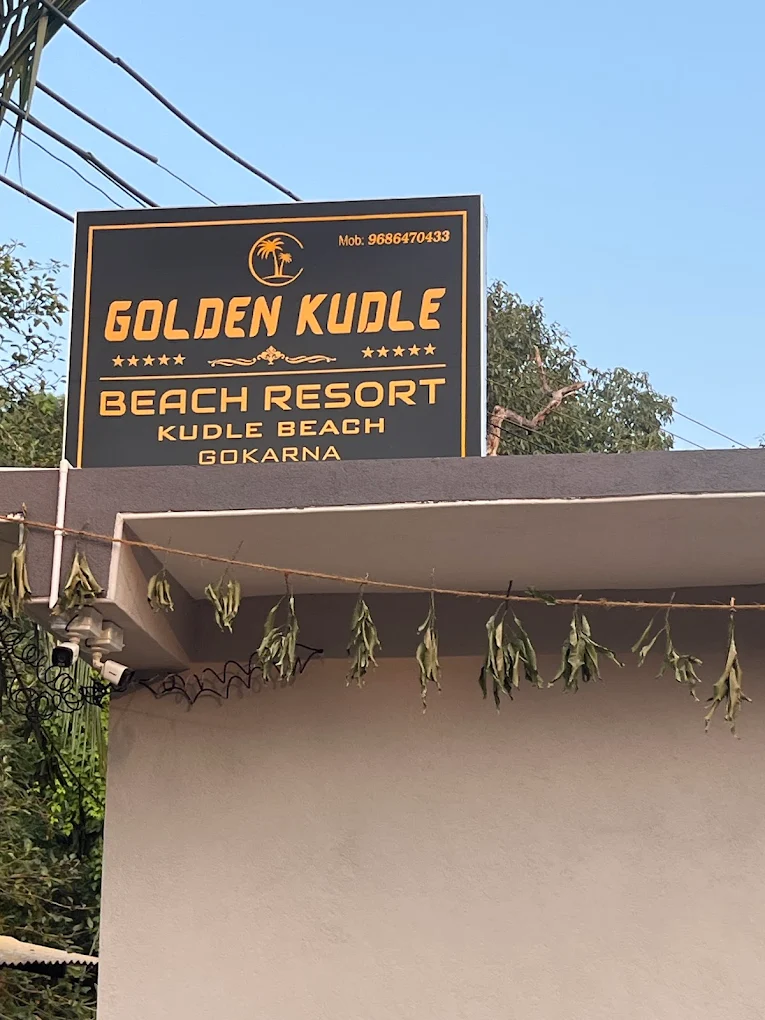 Mob: 9686470433
GOLDEN KUDLE
BEACH RESORT
KUDLE BEACH
GOKARNA